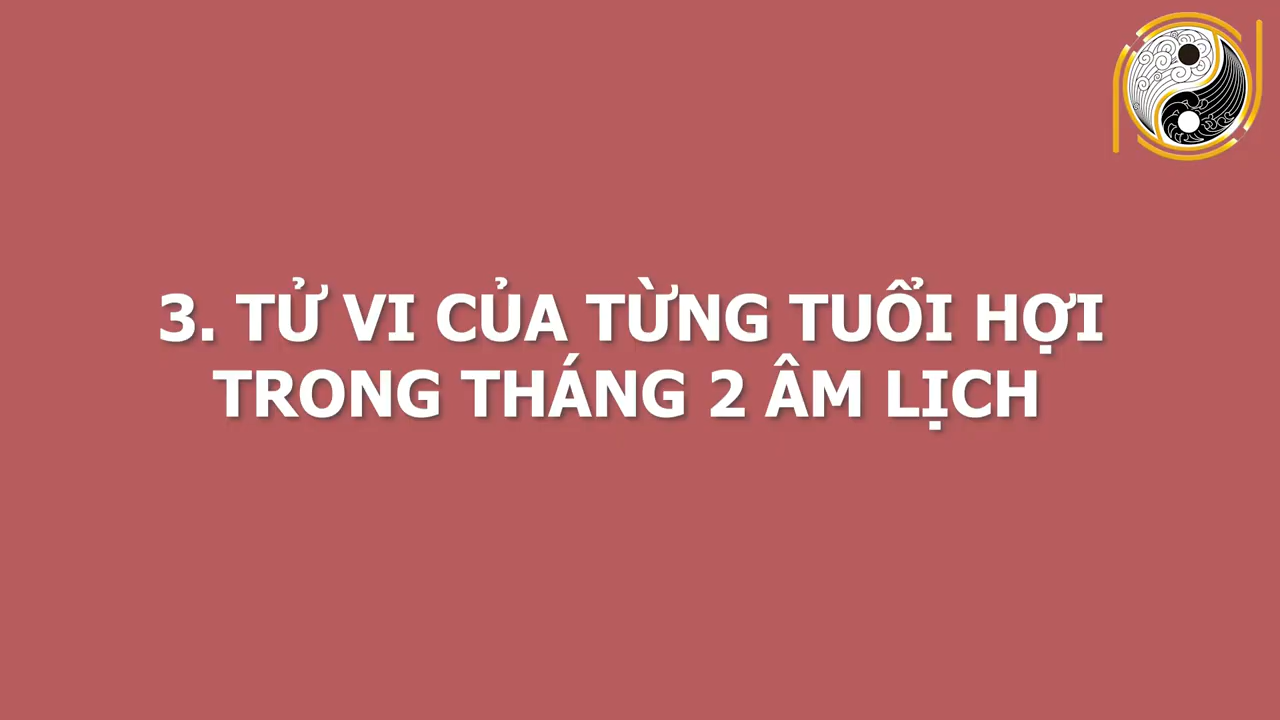 3. TỬ VI CỦA TỪNG TUỔI HỢI
TRONG THÁNG 2 ÂM LỊCH